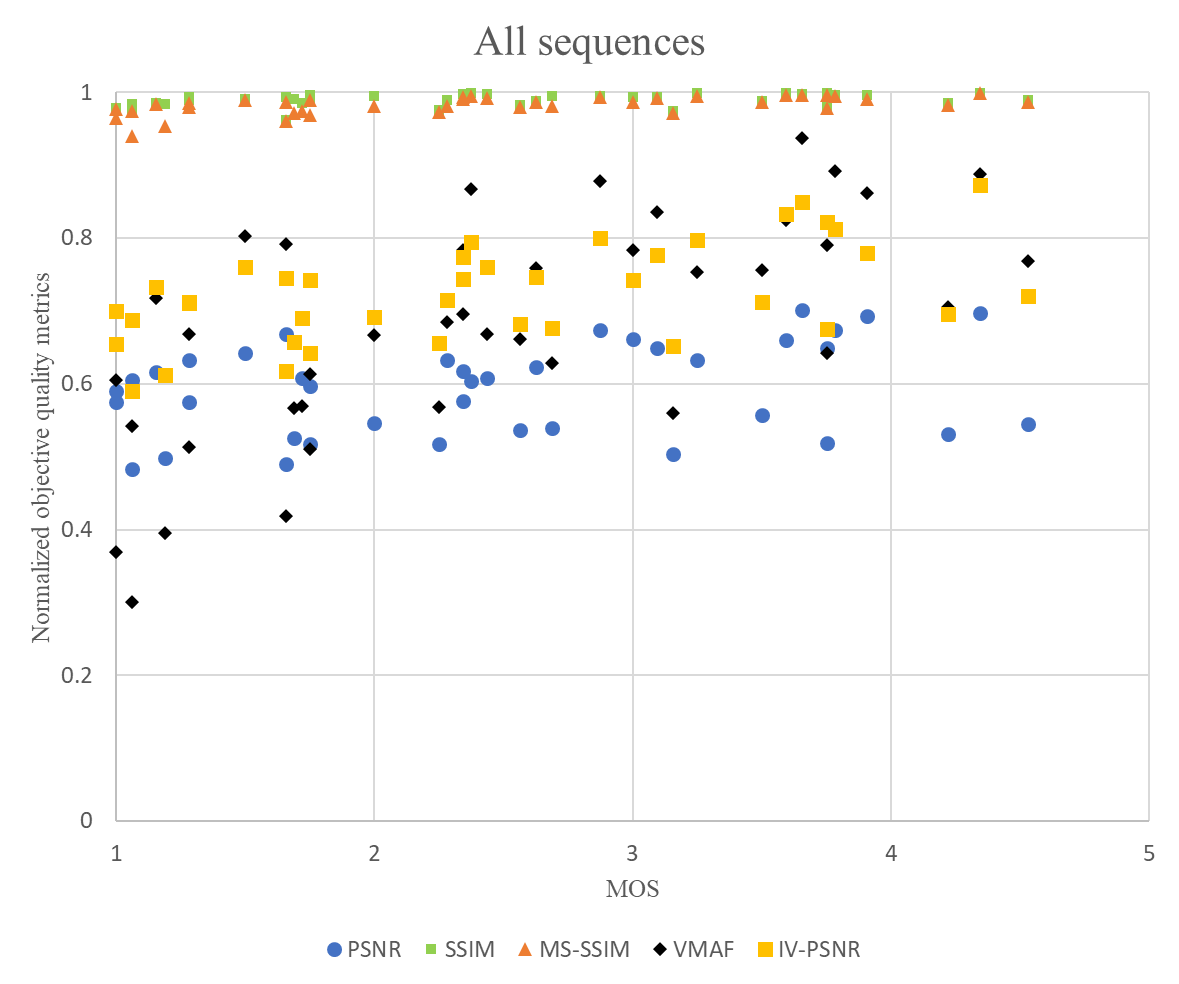 All sequences
Normalized objective quality metrics
1
0.8
0.6
0.4
0.2
0
1 2 3 4 5
MOS
PSNR SSIM MS-SSIM VMAF IV-PSNR